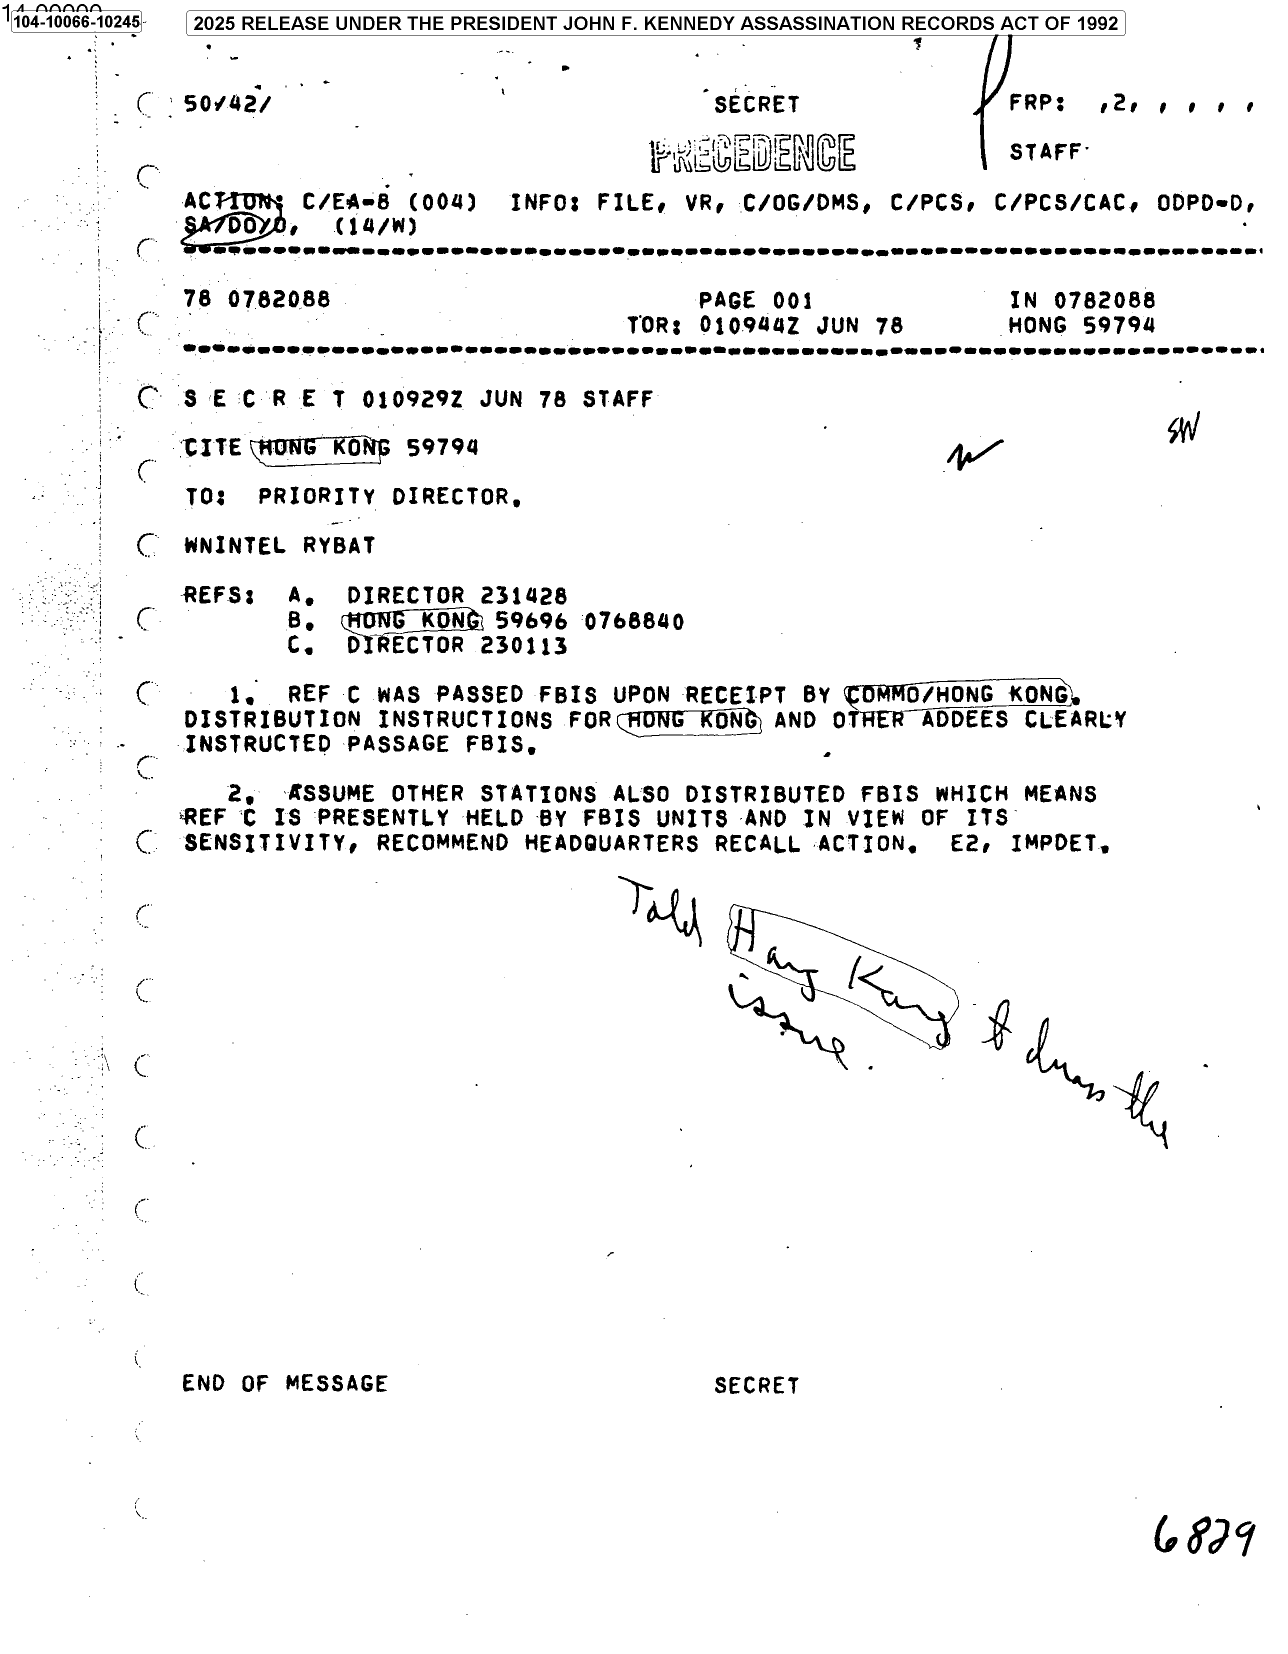 104-10066-10245
2025 RELEASE UNDER THE PRESIDENT JOHN F. KENNEDY ASSASSINATION RECORDS ACT OF 1992
SECRET FRP: ,2, , , , ,
PRECEDENCE
STAFF
ACTION: C/EA-8 (004) INFO: FILE, VR, C/OG/DMS, C/PCS, C/PCS/CAC, ODPD-D,
SA/DO/O, (14/W)
78 0782088 PAGE 001 IN 0782088
TOR: 010944Z JUN 78 HONG 59794
S E C R E T 010929Z JUN 78 STAFF
SW
CITE HONG KONG 59794
TO: PRIORITY DIRECTOR.
WNINTEL RYBAT
REFS: A. DIRECTOR 231428
B. HONG KONG 59696 0768840
C. DIRECTOR 230113
1. REF C WAS PASSED FBIS UPON RECEIPT BY COMMO/HONG KONG.
DISTRIBUTION INSTRUCTIONS FOR HONG KONG AND OTHER ADDEES CLEARLY
INSTRUCTED PASSAGE FBIS.
2. ASSUME OTHER STATIONS ALSO DISTRIBUTED FBIS WHICH MEANS
REF C IS PRESENTLY HELD BY FBIS UNITS AND IN VIEW OF ITS
SENSITIVITY, RECOMMEND HEADQUARTERS RECALL ACTION. E2, IMPDET.
Told Hong Kong to drop the
issue.
END OF MESSAGE SECRET
6829